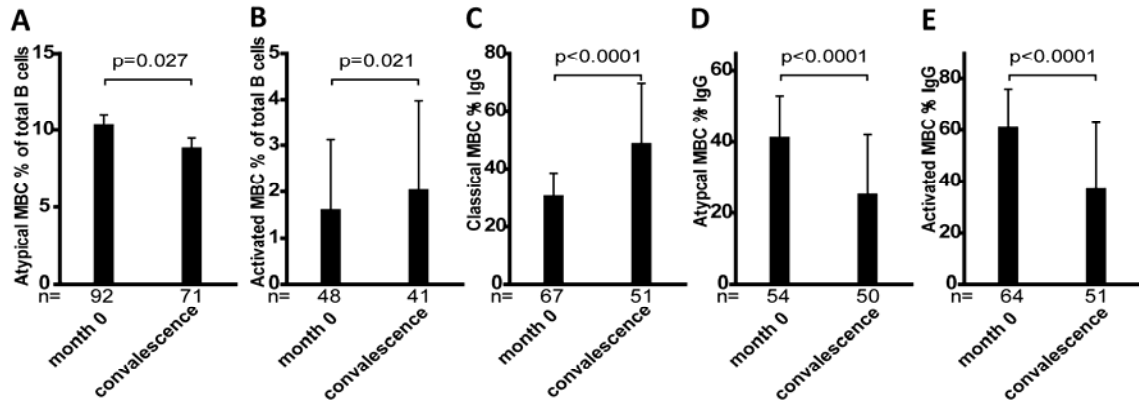 A
Atypical MBC % of total B cells
15
10
5
0
p=0.027
n= 92 71
month 0
convalescence
B
Activated MBC % of total B cells
5
4
3
2
1
0
p=0.021
n= 48 41
month 0
convalescence
C
Classical MBC % IgG
80
60
40
20
0
p<0.0001
n= 67 51
month 0
convalescence
D
Atypcal MBC % IgG
60
40
20
0
p<0.0001
n= 54 50
month 0
convalescence
E
Activated MBC % IgG
80
60
40
20
0
p<0.0001
n= 64 51
month 0
convalescence